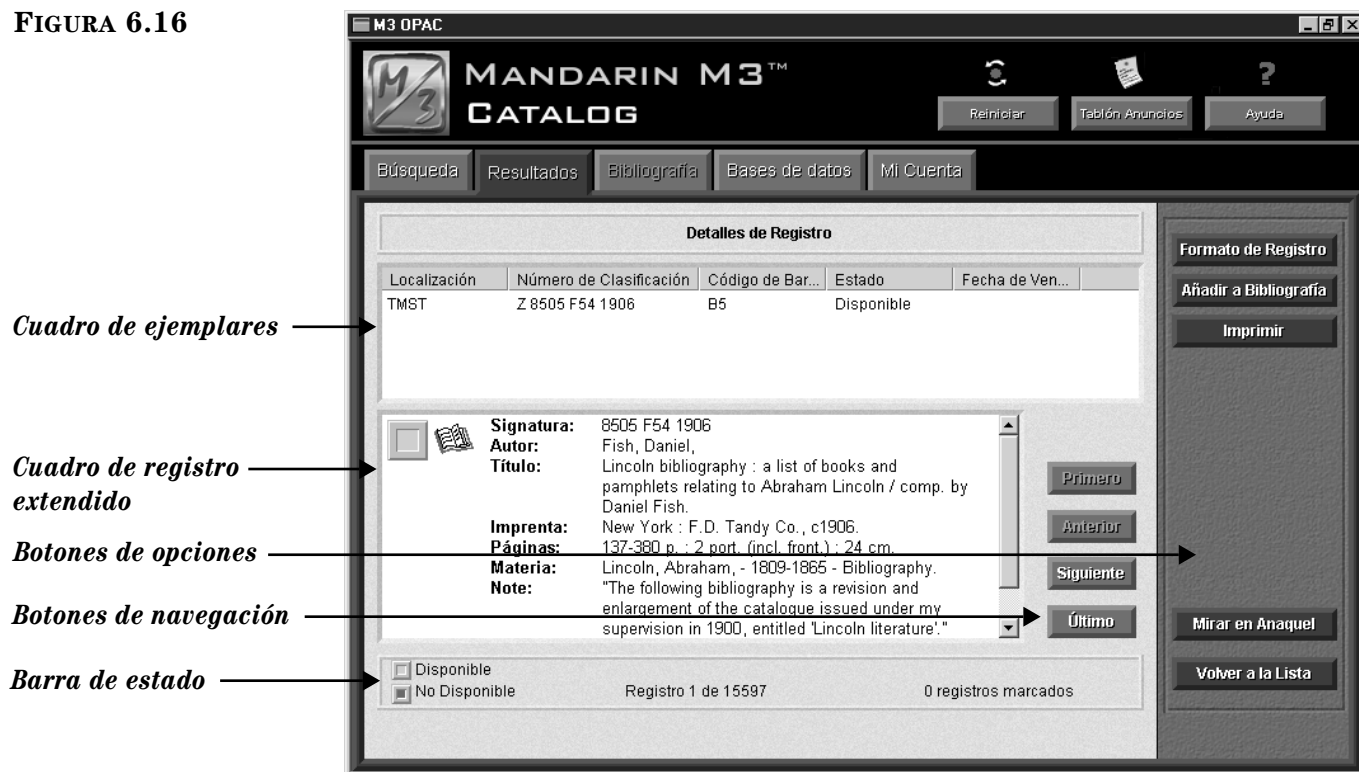 FIGURA 6.16
M3 OPAC
M/3
MANDARIN M3™
CATALOG
Reiniciar
Tablón Anuncios
?
Ayuda
Búsqueda
Resultados
Bibliografía
Bases de datos
Mi Cuenta
Detalles de Registro
Localización Número de Clasificación Código de Bar... Estado Fecha de Ven...
TMST Z 8505 F54 1906 B5 Disponible
Cuadro de ejemplares
Signatura: 8505 F54 1906
Autor: Fish, Daniel,
Título: Lincoln bibliography : a list of books and
pamphlets relating to Abraham Lincoln / comp. by
Daniel Fish.
Imprenta: New York : F.D. Tandy Co., c1906.
Páginas: 137-380 p. : 2 port. (incl. front.) ; 24 cm.
Materia: Lincoln, Abraham, - 1809-1865 - Bibliography.
Note: "The following bibliography is a revision and
enlargement of the catalogue issued under my
supervision in 1900, entitled 'Lincoln literature'."
Cuadro de registro
extendido
Botones de opciones
Botones de navegación
Barra de estado
Primero
Anterior
Siguiente
Último
Disponible
No Disponible
Registro 1 de 15597
0 registros marcados
Formato de Registro
Añadir a Bibliografía
Imprimir
Mirar en Anaquel
Volver a la Lista